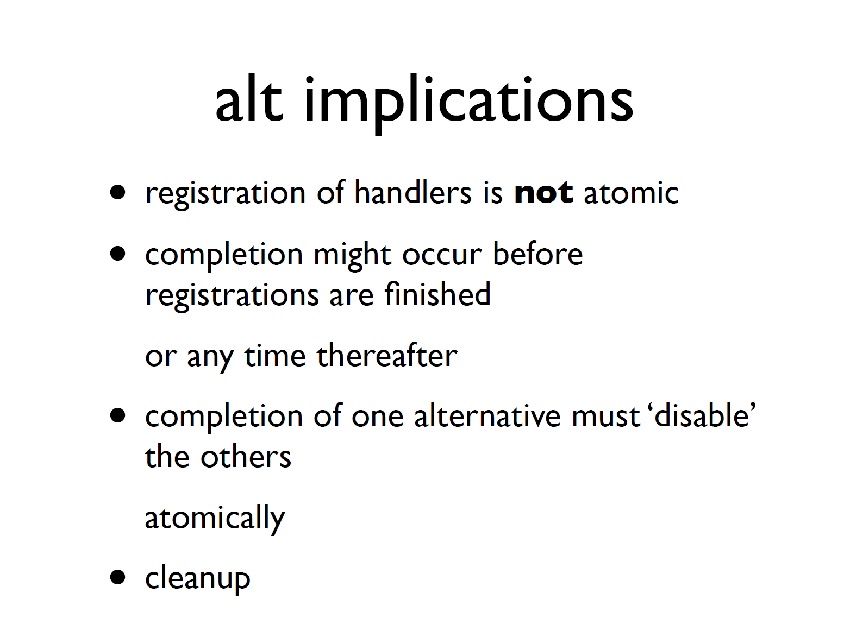 alt implications
• registration of handlers is not atomic
• completion might occur before
registrations are finished
or any time thereafter
• completion of one alternative must ‘disable’
the others
atomically
• cleanup